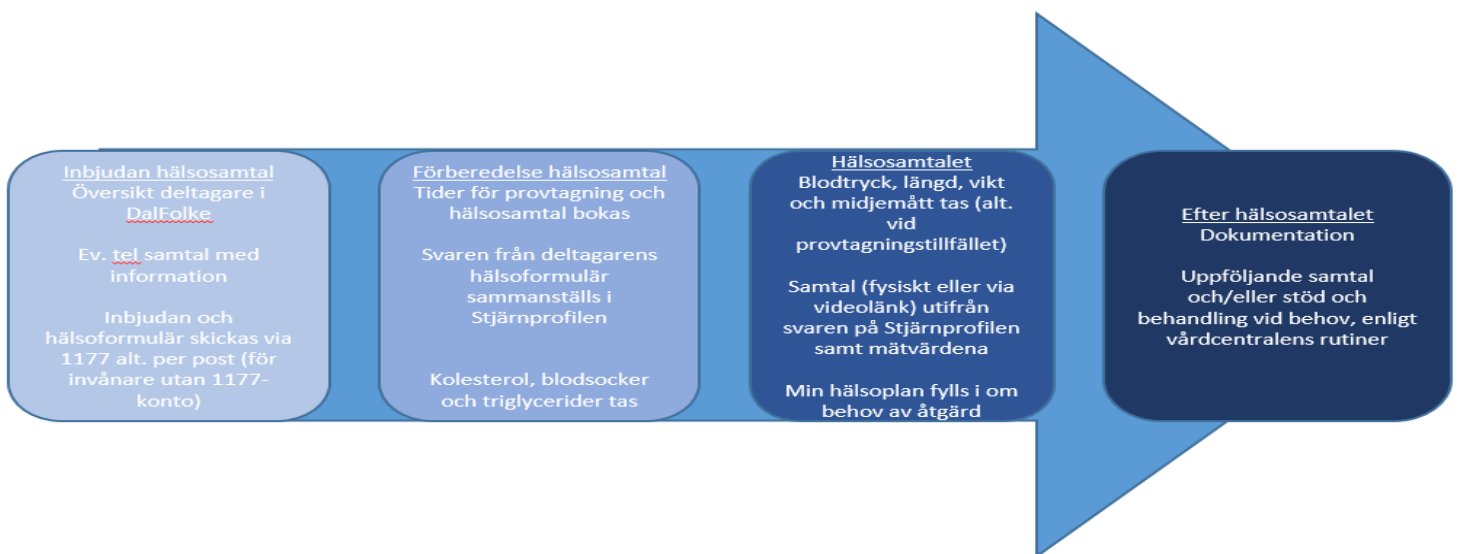 Inbjudan hälsosamtal
Översikt deltagare i
DalFolke
Ev. tel samtal med
information
Inbjudan och
hälsoformulär skickas via
1177 alt. per post (för
invånare utan 1177-
konto)
Förberedelse hälsosamtal
Tider för provtagning och
hälsosamtal bokas
Svaren från deltagarens
hälsoformulär
sammanställs i
Stjärnprofilen
Kolesterol, blodsocker
och triglycerider tas
Hälsosamtalet
Blodtryck, längd, vikt
och midjemått tas (alt.
vid
provtagningstillfället)
Samtal (fysiskt eller via
videolänk) utifrån
svaren på Stjärnprofilen
samt mätvärdena
Min hälsoplan fylls i om
behov av åtgärd
Efter hälsosamtalet
Dokumentation
Uppföljande samtal
och/eller stöd och
behandling vid behov, enligt
vårdcentralens rutiner